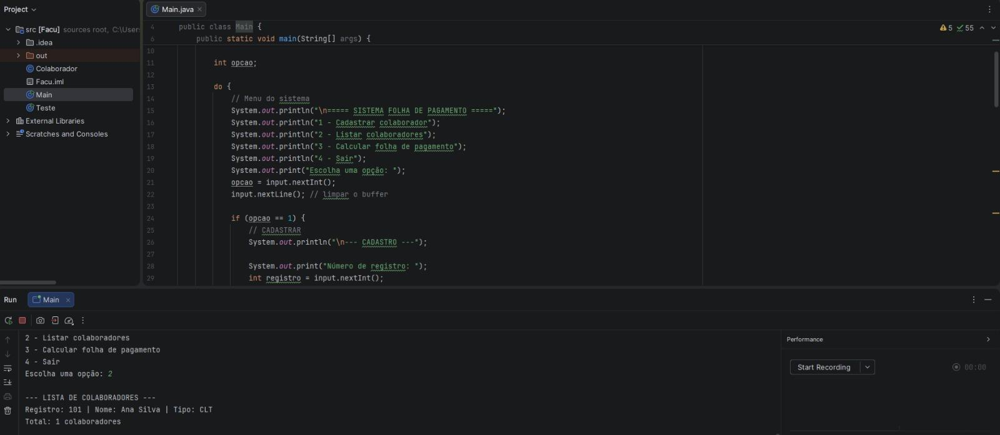 Project
Main.java
src [Facu] sources root, C:\User
.idea
out
Colaborador
Facu.iml
Main
Teste
External Libraries
Scratches and Consoles
5 55
4 public class Main {
6 public static void main(String[] args) {
10
11 int opcao;
12
13 do {
14 // Menu do sistema
15 System.out.println("\n===== SISTEMA FOLHA DE PAGAMENTO =====");
16 System.out.println("1 - Cadastrar colaborador");
17 System.out.println("2 - Listar colaboradores");
18 System.out.println("3 - Calcular folha de pagamento");
19 System.out.println("4 - Sair");
20 System.out.print("Escolha uma opção: ");
21 opcao = input.nextInt();
22 input.nextLine(); // limpar o buffer
23
24 if (opcao == 1) {
25 // CADASTRAR
26 System.out.println("\n--- CADASTRO ---");
27
28 System.out.print("Número de registro: ");
29 int registro = input.nextInt();
Run Main
2 - Listar colaboradores
3 - Calcular folha de pagamento
4 - Sair
Escolha uma opção: 2
--- LISTA DE COLABORADORES ---
Registro: 101 | Nome: Ana Silva | Tipo: CLT
Total: 1 colaboradores
Performance
Start Recording
00:00